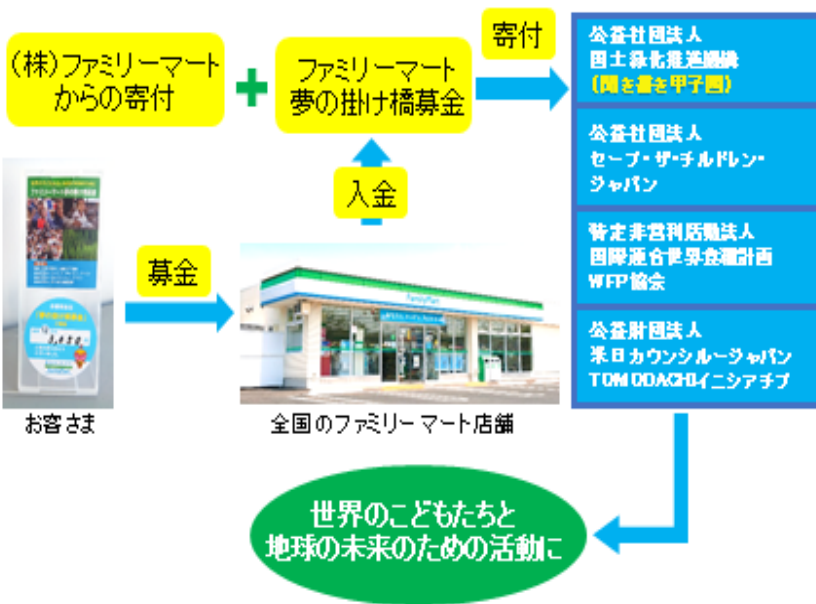 (株)ファミリーマート
からの寄付
ファミリーマート
夢の掛け橋募金
寄付
公益社団法人
国土緑化推進機構
(聞き書き甲子園)
公益社団法人
セーブ・ザ・チルドレン・
ジャパン
特定非営利活動法人
国際連合世界食糧計画
WFP協会
公益財団法人
米日カウンシルージャパン
TOMODACHIイニシアチブ
入金
募金
FamilyMart
お客さま
全国のファミリーマート店舗
世界のこどもたちと
地球の未来のための活動に